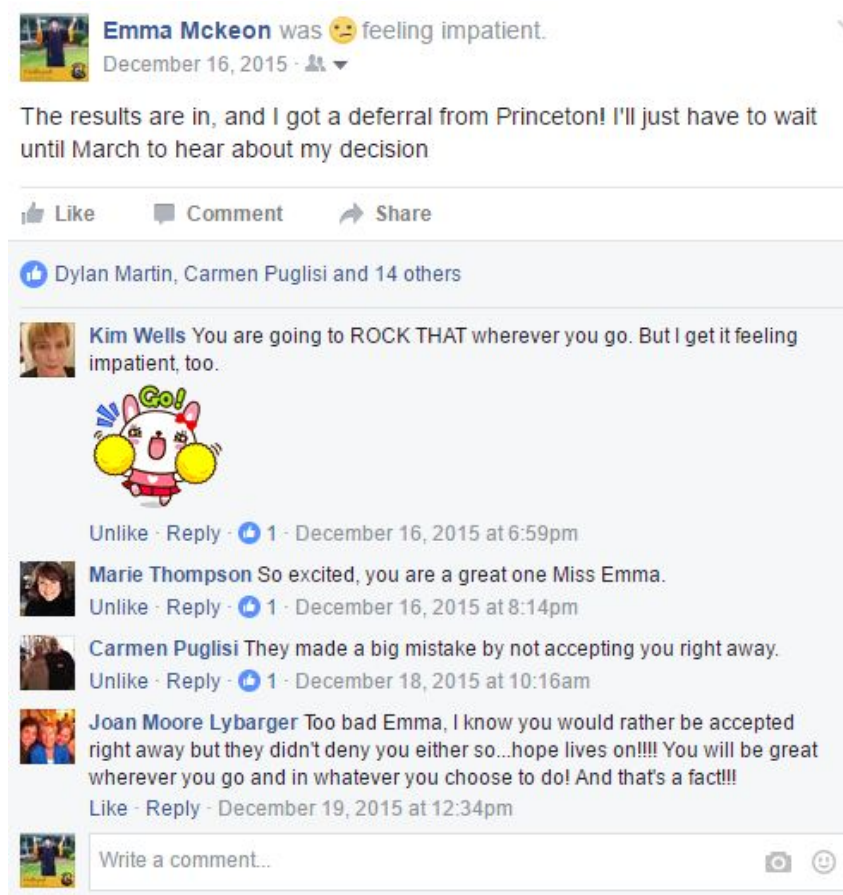 Emma Mckeon was feeling impatient.
December 16, 2015 ·
The results are in, and I got a deferral from Princeton! I'll just have to wait
until March to hear about my decision
Like Comment Share
Dylan Martin, Carmen Puglisi and 14 others
Kim Wells You are going to ROCK THAT wherever you go. But I get it feeling
impatient, too.
Go!
Unlike · Reply · 1 · December 16, 2015 at 6:59pm
Marie Thompson So excited, you are a great one Miss Emma.
Unlike · Reply · 1 · December 16, 2015 at 8:14pm
Carmen Puglisi They made a big mistake by not accepting you right away.
Unlike · Reply · 1 · December 18, 2015 at 10:16am
Joan Moore Lybarger Too bad Emma, I know you would rather be accepted
right away but they didn't deny you either so...hope lives on!!!! You will be great
wherever you go and in whatever you choose to do! And that's a fact!!!
Like · Reply · December 19, 2015 at 12:34pm
Write a comment...